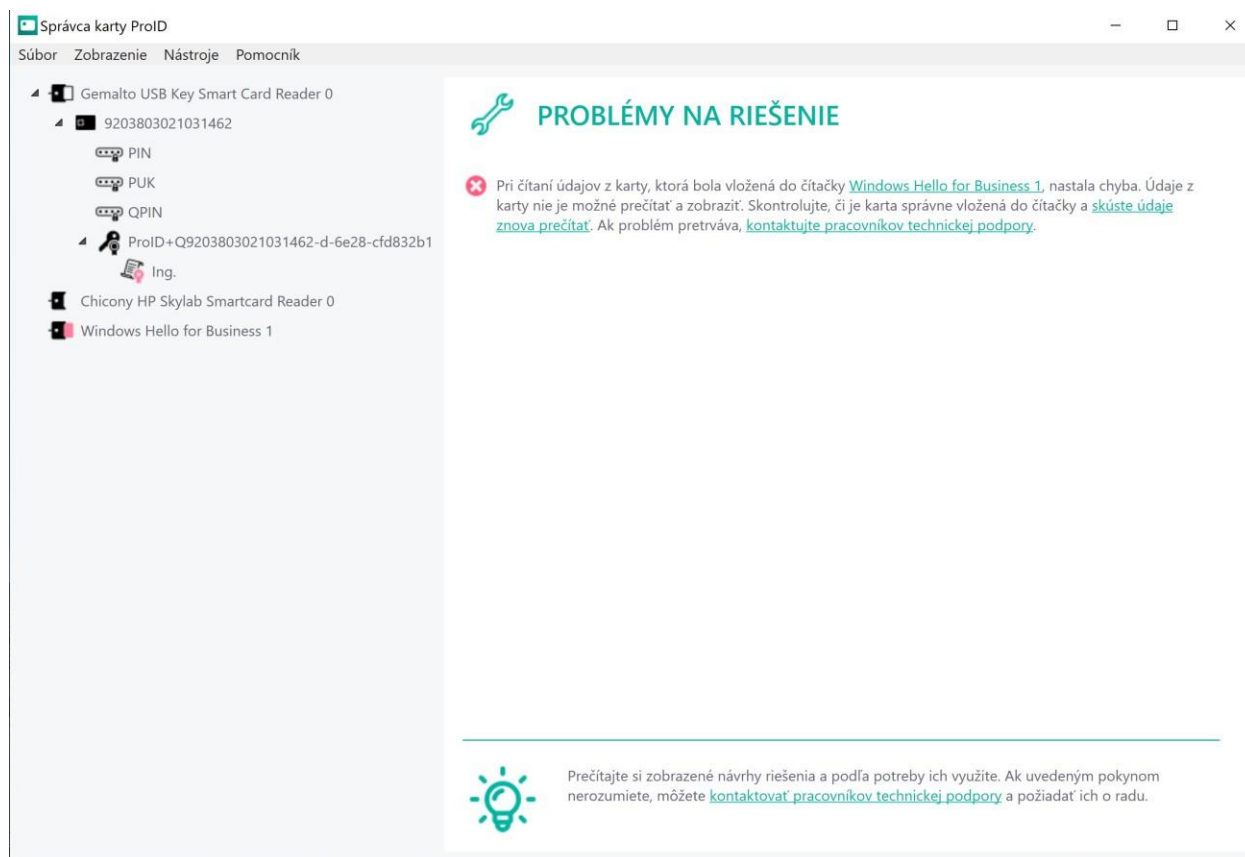 Správca karty ProID
Súbor Zobrazenie Nástroje Pomocník
Gemalto USB Key Smart Card Reader 0
9203803021031462
PIN
PUK
QPIN
ProID+Q9203803021031462-d-6e28-cfd832b1
Ing.
Chicony HP Skylab Smartcard Reader 0
Windows Hello for Business 1
PROBLÉMY NA RIEŠENIE
Pri čítaní údajov z karty, ktorá bola vložená do čítačky Windows Hello for Business 1, nastala chyba. Údaje z
karty nie je možné prečítať a zobraziť. Skontrolujte, či je karta správne vložená do čítačky a skúste údaje
znova prečítať. Ak problém pretrváva, kontaktujte pracovníkov technickej podpory.
Prečítajte si zobrazené návrhy riešenia a podľa potreby ich využite. Ak uvedeným pokynom
nerozumiete, môžete kontaktovať pracovníkov technickej podpory a požiadať ich o radu.